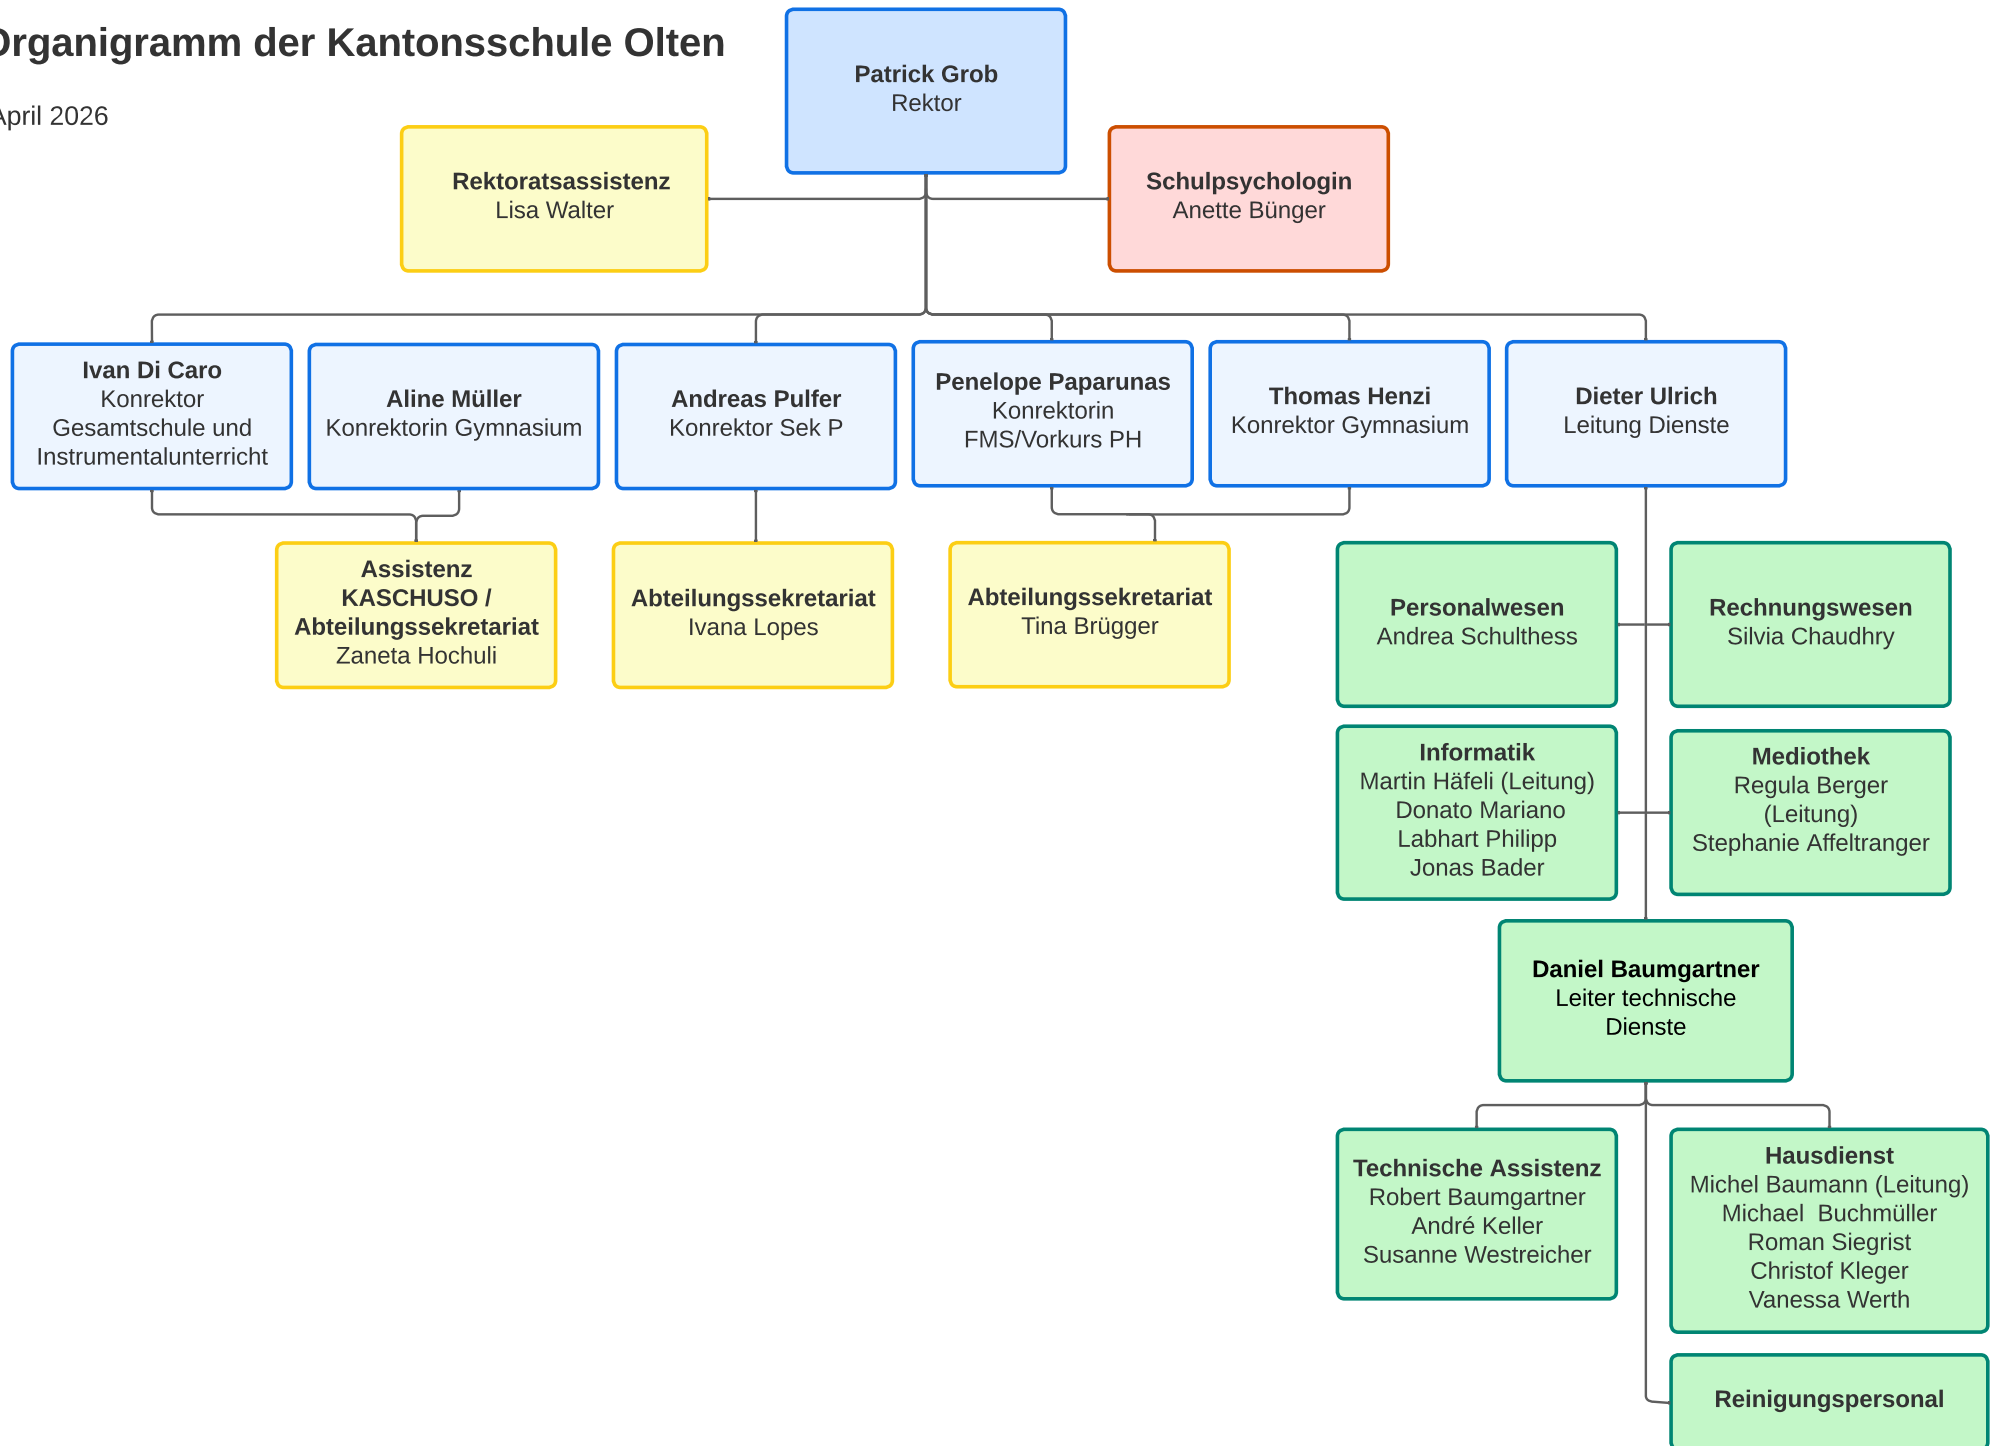 Organigramm der Kantonsschule Olten
April 2026
Patrick Grob
Rektor
Rektoratsassistenz
Lisa Walter
Schulpsychologin
Anette Bünger
Ivan Di Caro
Konrektor
Gesamtschule und
Instrumentalunterricht
Aline Müller
Konrektorin Gymnasium
Andreas Pulfer
Konrektor Sek P
Penelope Paparunas
Konrektorin
FMS/Vorkurs PH
Thomas Henzi
Konrektor Gymnasium
Dieter Ulrich
Leitung Dienste
Assistenz
KASCHUSO /
Abteilungssekretariat
Zaneta Hochuli
Abteilungssekretariat
Ivana Lopes
Abteilungssekretariat
Tina Brügger
Personalwesen
Andrea Schulthess
Rechnungswesen
Silvia Chaudhry
Informatik
Martin Häfeli (Leitung)
Donato Mariano
Labhart Philipp
Jonas Bader
Mediothek
Regula Berger
(Leitung)
Stephanie Affeltranger
Daniel Baumgartner
Leiter technische
Dienste
Technische Assistenz
Robert Baumgartner
André Keller
Susanne Westreicher
Hausdienst
Michel Baumann (Leitung)
Michael  Buchmüller
Roman Siegrist
Christof Kleger
Vanessa Werth
Reinigungspersonal